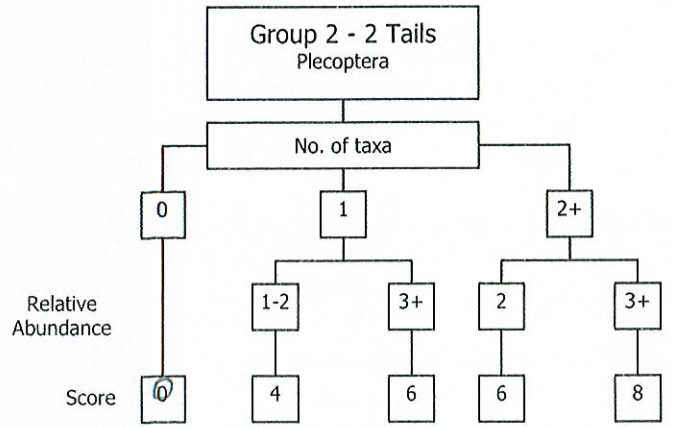 Group 2 - 2 Tails
Plecoptera
No. of taxa
0
1
2+
Relative
Abundance
1-2
3+
2
3+
Score
0
4
6
6
8